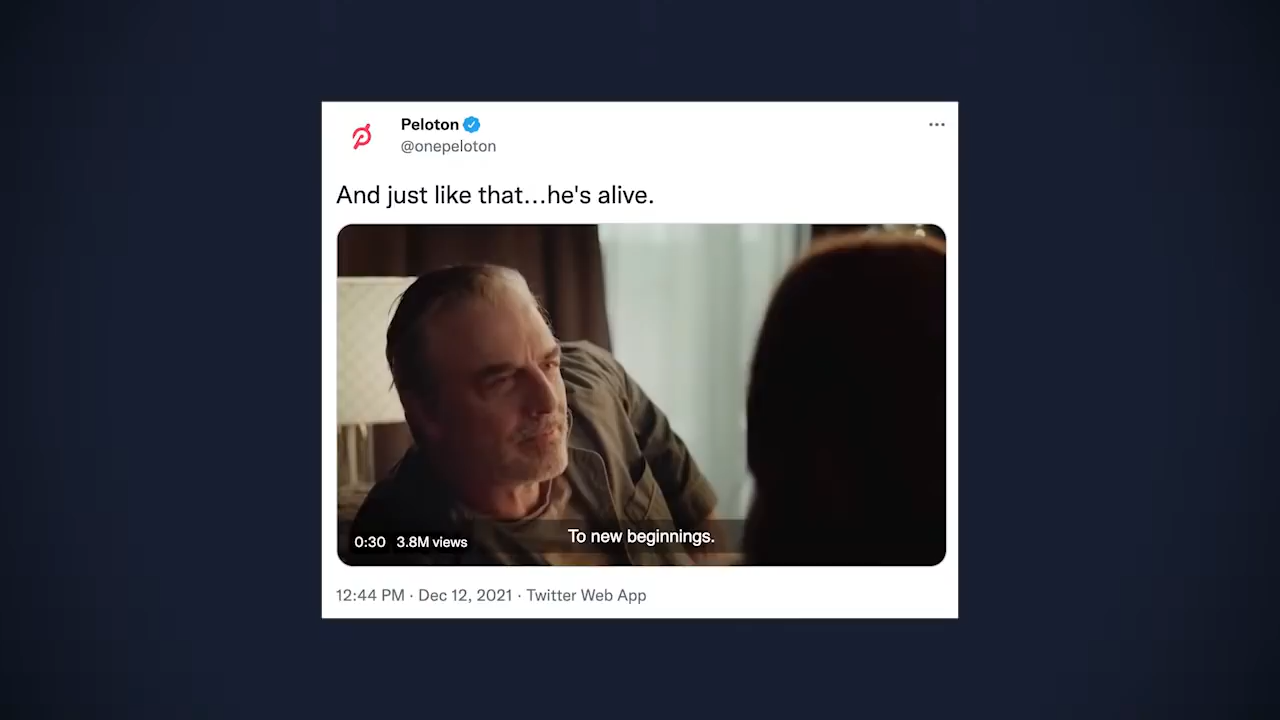 Peloton
@onepeloton
And just like that...he's alive.
To new beginnings.
0:30 3.8M views
12:44 PM · Dec 12, 2021 · Twitter Web App